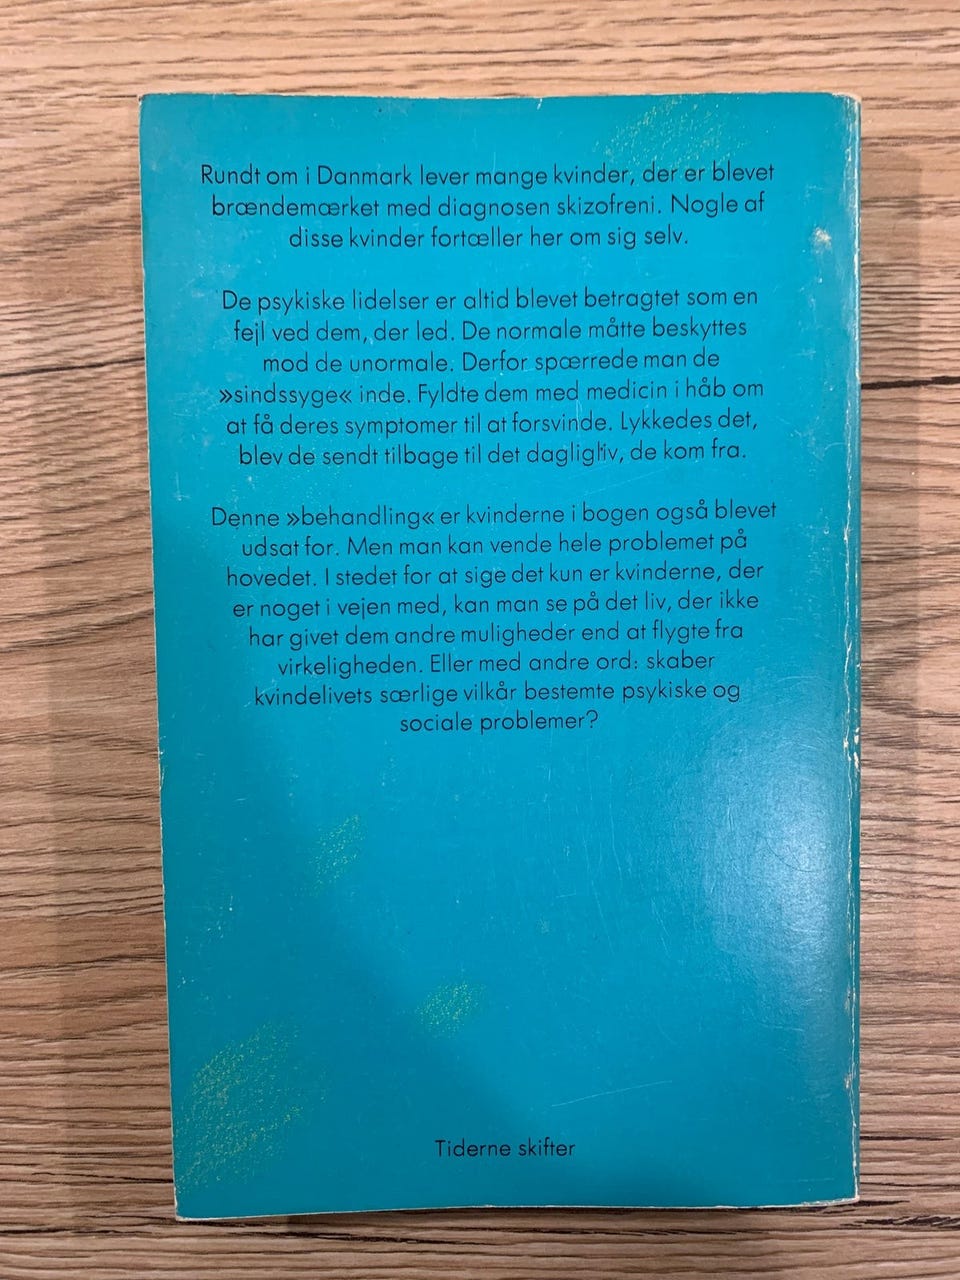 Rundt om i Danmark lever mange kvinder, der er blevet
brændemærket med diagnosen skizofreni. Nogle af
disse kvinder fortæller her om sig selv.
De psykiske lidelser er altid blevet betragtet som en
fejl ved dem, der led. De normale måtte beskyttes
mod de unormale. Derfor spærrede man de
»sindssyge« inde. Fyldte dem med medicin i håb om
at få deres symptomer til at forsvinde. Lykkedes det,
blev de sendt tilbage til det dagligliv, de kom fra.
Denne »behandling« er kvinderne i bogen også blevet
udsat for. Men man kan vende hele problemet på
hovedet. I stedet for at sige det kun er kvinderne, der
er noget i vejen med, kan man se på det liv, der ikke
har givet dem andre muligheder end at flygte fra
virkeligheden. Eller med andre ord: skaber
kvindelivets særlige vilkår bestemte psykiske og
sociale problemer?
Tiderne skifter